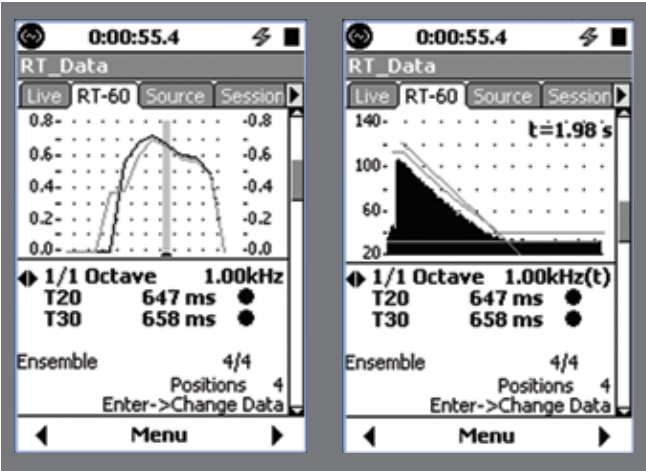 0:00:55.4
RT_Data
Live RT-60 Source Session
0.8 -0.8
0.6 -0.6
0.4 -0.4
0.2 -0.2
0.0 -0.0
1/1 Octave 1.00kHz
T20 647 ms
T30 658 ms
Ensemble 4/4
Positions 4
Enter->Change Data
Menu
0:00:55.4
RT_Data
Live RT-60 Source Session
140
t=1.98 s
100
60
20
1/1 Octave 1.00kHz(t)
T20 647 ms
T30 658 ms
Ensemble 4/4
Positions 4
Enter->Change Data
Menu